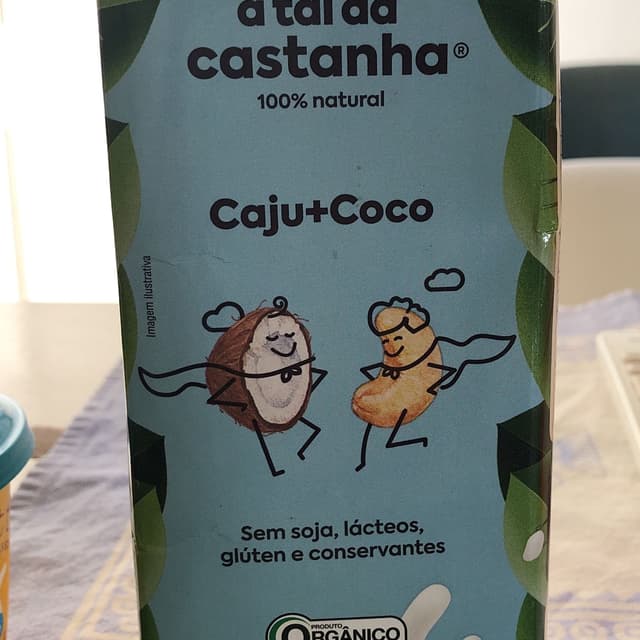 a tal da
castanha®
100% natural
Caju+Coco
Imagem ilustrativa
Sem soja, lácteos,
glúten e conservantes
PRODUTO
ORGÂNICO